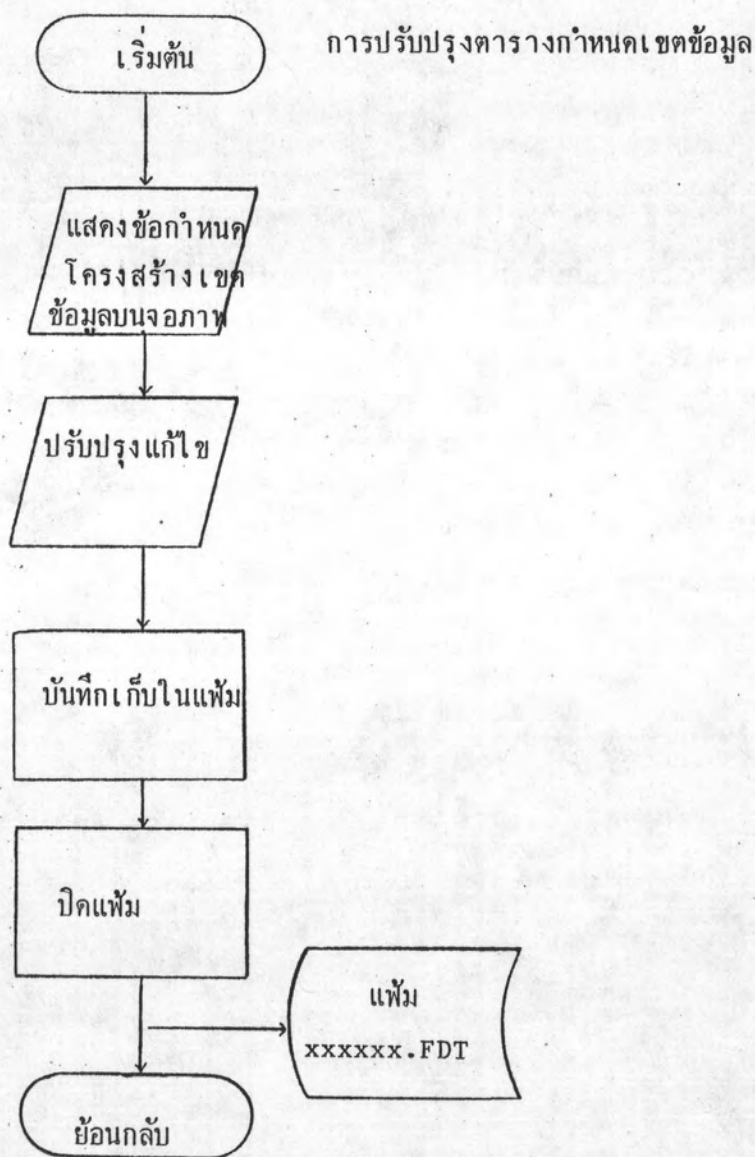 เริ่มต้น
การปรับปรุงตารางกำหนดเขตข้อมูล
แสดงข้อกำหนด
โครงสร้างเขต
ข้อมูลบนจอภาพ
ปรับปรุงแก้ไข
บันทึกเก็บในแฟ้ม
ปิดแฟ้ม
แฟ้ม
xxxxxx.FDT
ย้อนกลับ